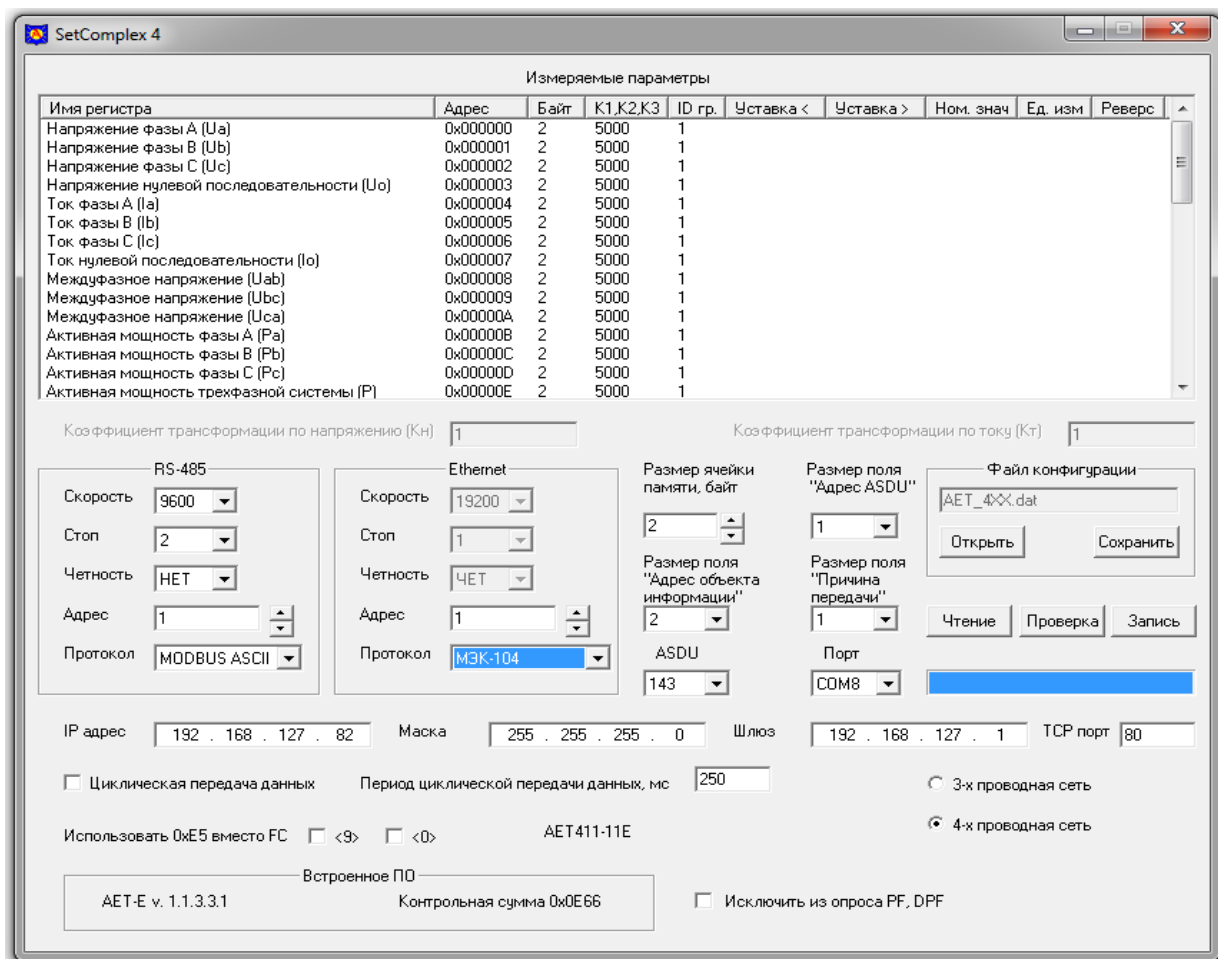 SetComplex 4
Измеряемые параметры
Имя регистра Адрес Байт K1,K2,K3 ID гр. Уставка < Уставка > Ном. знач Ед. изм Реверс
Напряжение фазы A (Ua) 0x000000 2 5000 1
Напряжение фазы B (Ub) 0x000001 2 5000 1
Напряжение фазы C (Uc) 0x000002 2 5000 1
Напряжение нулевой последовательности (Uo) 0x000003 2 5000 1
Ток фазы A (Ia) 0x000004 2 5000 1
Ток фазы B (Ib) 0x000005 2 5000 1
Ток фазы C (Ic) 0x000006 2 5000 1
Ток нулевой последовательности (Io) 0x000007 2 5000 1
Междуфазное напряжение (Uab) 0x000008 2 5000 1
Междуфазное напряжение (Ubc) 0x000009 2 5000 1
Междуфазное напряжение (Uca) 0x00000A 2 5000 1
Активная мощность фазы A (Pa) 0x00000B 2 5000 1
Активная мощность фазы B (Pb) 0x00000C 2 5000 1
Активная мощность фазы C (Pc) 0x00000D 2 5000 1
Активная мощность трехфазной системы (P) 0x00000E 2 5000 1
Коэффициент трансформации по напряжению (Кн) 1 Коэффициент трансформации по току (Кт) 1
RS-485
Скорость 9600
Стоп 2
Четность НЕТ
Адрес 1
Протокол MODBUS ASCII
Ethernet
Скорость 19200
Стоп 1
Четность ЧЕТ
Адрес 1
Протокол МЭК-104
Размер ячейки
памяти, байт
2
Размер поля
"Адрес ASDU"
1
Размер поля
"Адрес объекта
информации"
2
Размер поля
"Причина
передачи"
1
ASDU
143
Порт
COM8
Файл конфигурации
AET_4XX.dat
Открыть Сохранить
Чтение Проверка Запись
IP адрес 192 . 168 . 127 . 82 Маска 255 . 255 . 255 . 0 Шлюз 192 . 168 . 127 . 1 TCP порт 80
Циклическая передача данных Период циклической передачи данных, мс 250
3-х проводная сеть
4-х проводная сеть
Использовать 0xE5 вместо FC <9> <0> AET411-11E
Встроенное ПО
AET-E v. 1.1.3.3.1 Контрольная сумма 0x0E66
Исключить из опроса PF, DPF